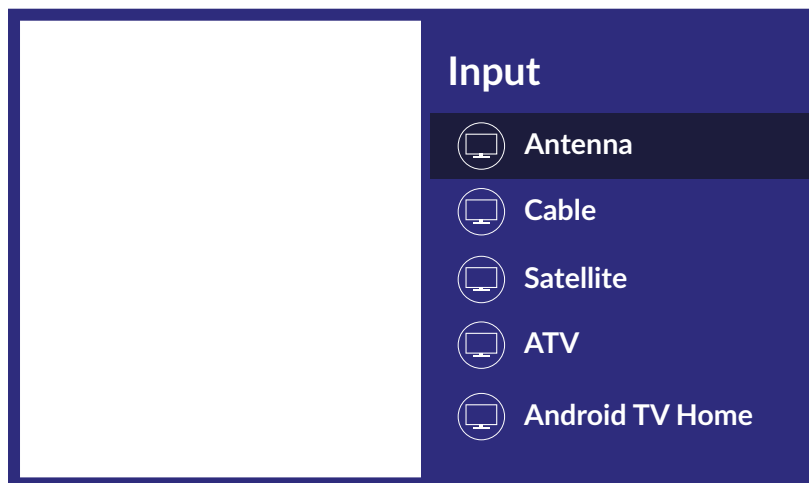 Input
Antenna
Cable
Satellite
ATV
Android TV Home